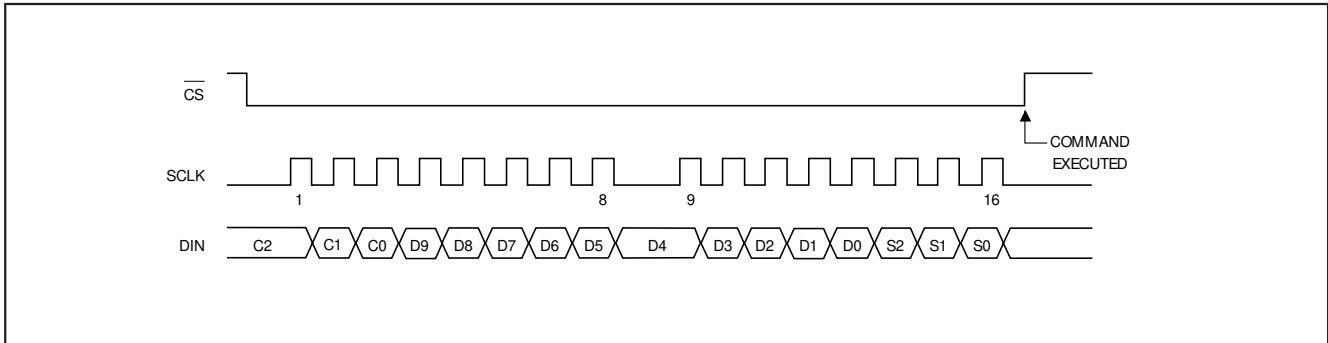 CS
COMMAND
EXECUTED
SCLK
1 8 9 16
DIN
C2 C1 C0 D9 D8 D7 D6 D5 D4 D3 D2 D1 D0 S2 S1 S0